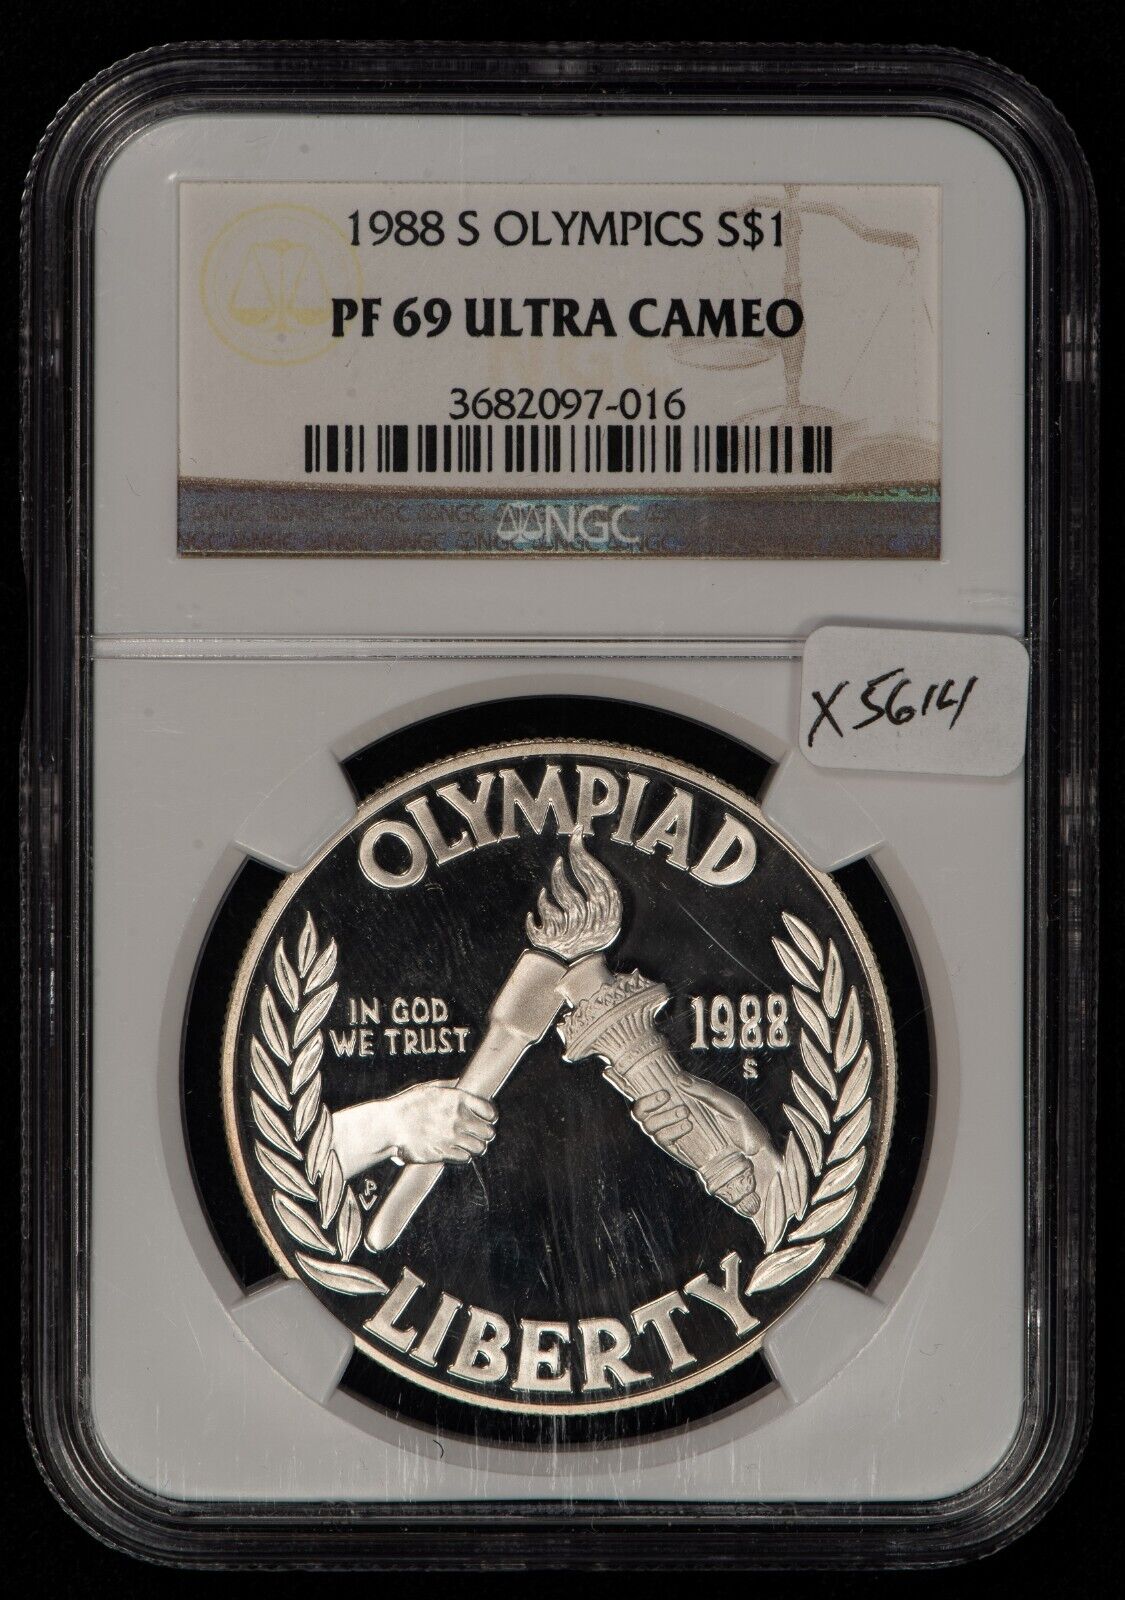 1988 S OLYMPICS S$1
PF 69 ULTRA CAMEO
3682097-016
NGC
X5614
OLYMPIAD
IN GOD
WE TRUST
1988
S
LIBERTY